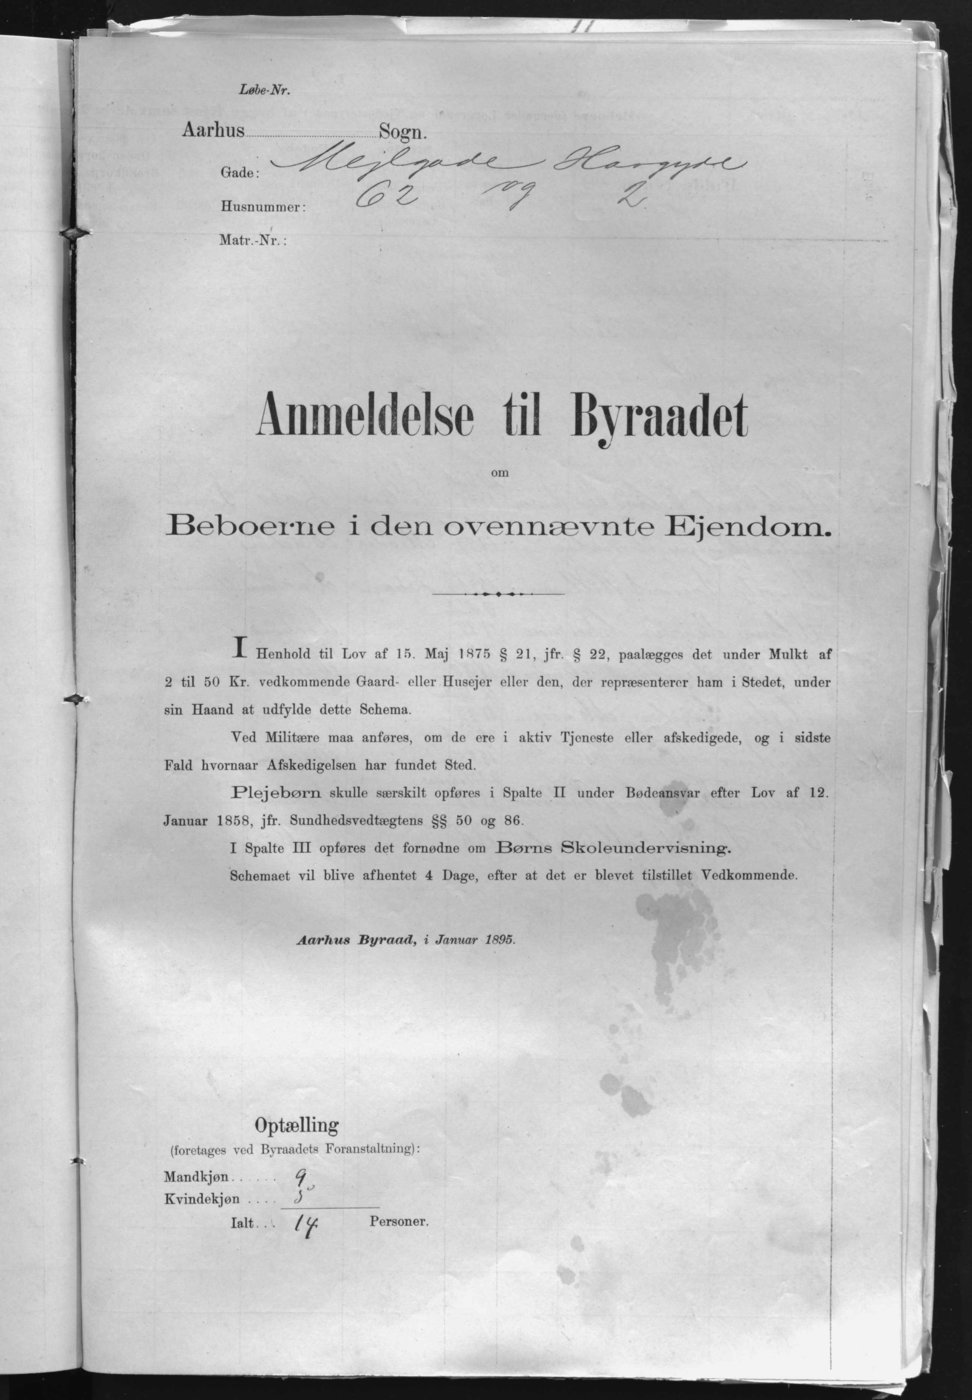 Løbe-Nr.
Aarhus Sogn.
Gade: Mejlgade Havgyde
Husnummer: 62 og 2
Matr.-Nr.:
Anmeldelse til Byraadet
om
Beboerne i den ovennævnte Ejendom.
I Henhold til Lov af 15. Maj 1875 § 21, jfr. § 22, paalægges det under Mulkt af
2 til 50 Kr. vedkommende Gaard- eller Husejer eller den, der repræsenterer ham i Stedet, under
sin Haand at udfylde dette Schema.
Ved Militære maa anføres, om de ere i aktiv Tjeneste eller afskedigede, og i sidste
Fald hvornaar Afskedigelsen har fundet Sted.
Plejebørn skulle særskilt opføres i Spalte II under Bødeansvar efter Lov af 12.
Januar 1858, jfr. Sundhedsvedtægtens §§ 50 og 86.
I Spalte III opføres det fornødne om Børns Skoleundervisning.
Schemaet vil blive afhentet 4 Dage, efter at det er blevet tilstillet Vedkommende.
Aarhus Byraad, i Januar 1895.
Optælling
(foretages ved Byraadets Foranstaltning):
Mandkjøn...... 9
Kvindekjøn .... 5
Ialt... 14 Personer.